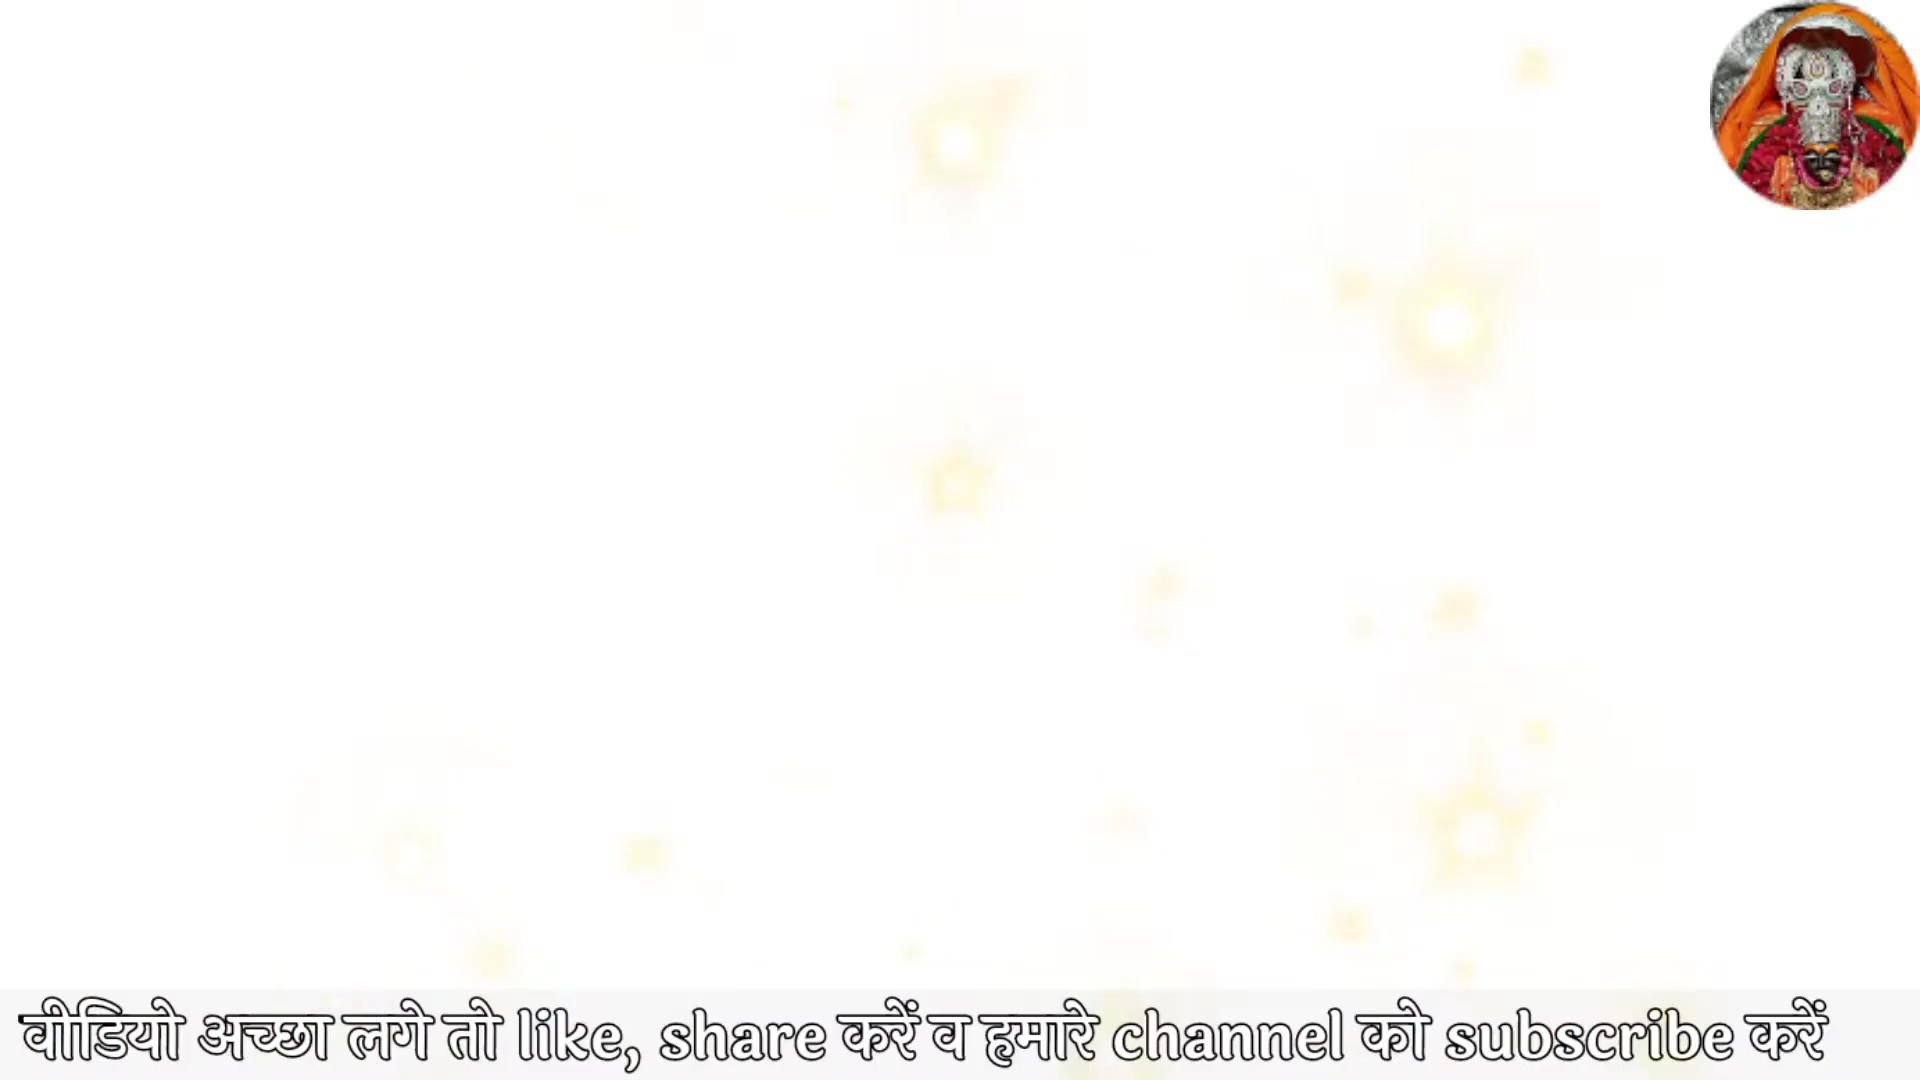 वीडियो अच्छा लगे तो like, share करें व हमारे channel को subscribe करें